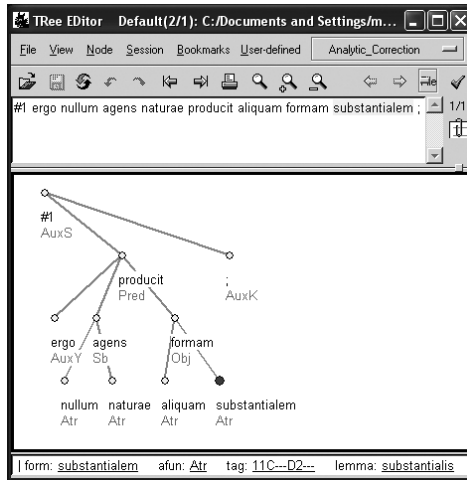 TRee EDitor Default(2/1): C:/Documents and Settings/m...
File View Node Session Bookmarks User-defined Analytic_Correction
1/1
#1 ergo nullum agens naturae producit aliquam formam substantialem ;
#1
AuxS
producit ;
Pred AuxK
ergo agens formam
AuxY Sb Obj
nullum naturae aliquam substantialem
Atr Atr Atr Atr
form: substantialem afun: Atr tag: 11C---D2--- lemma: substantialis